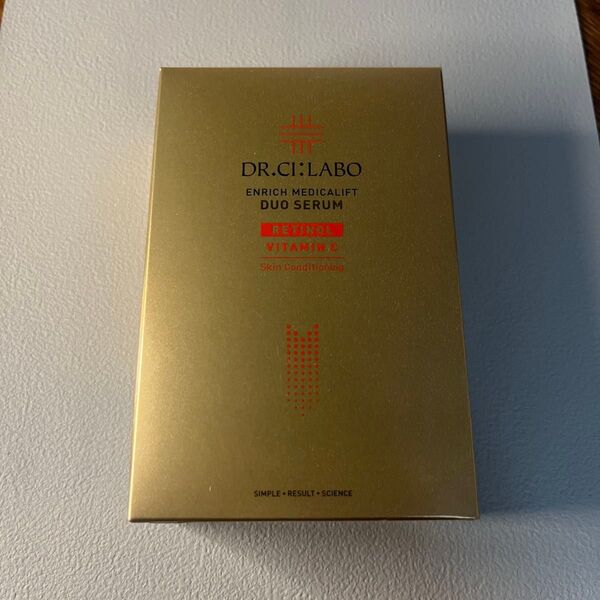 DR.CI:LABO
ENRICH MEDICALIFT
DUO SERUM
RETINOL
VITAMIN C
Skin Conditioning
SIMPLE • RESULT • SCIENCE